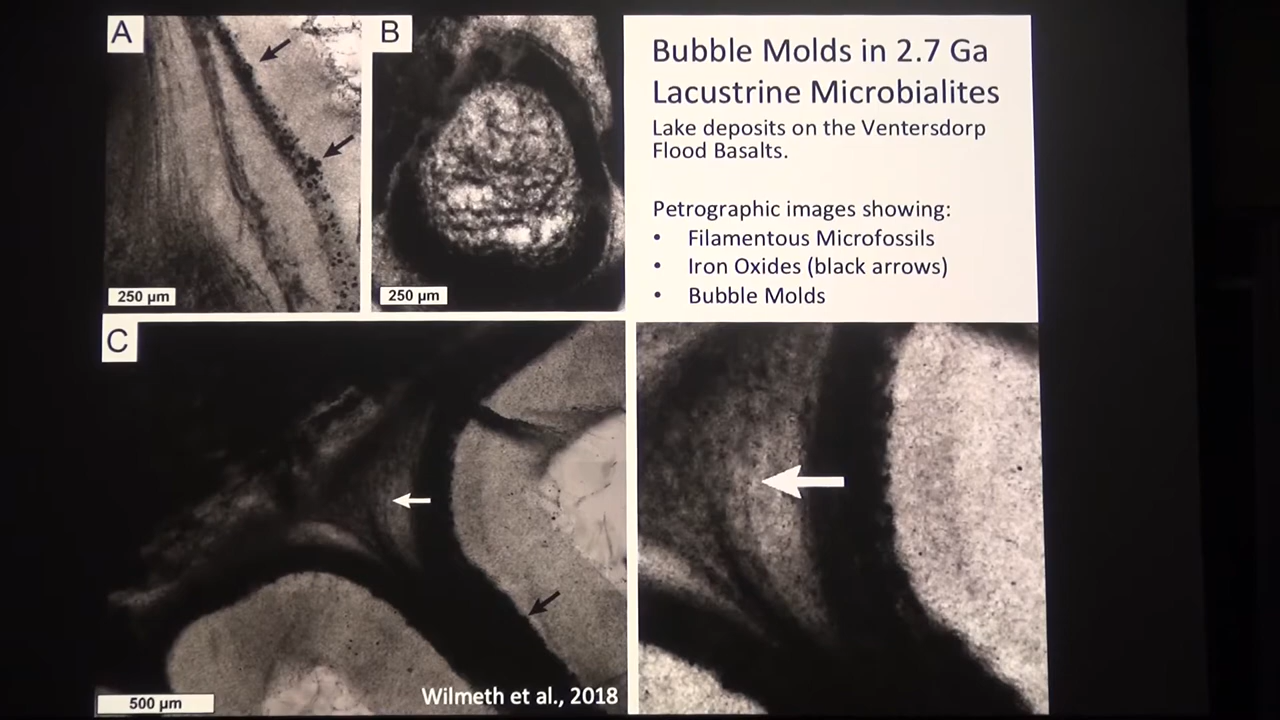 A
B
250 µm
250 µm
Bubble Molds in 2.7 Ga
Lacustrine Microbialites
Lake deposits on the Ventersdorp
Flood Basalts.
Petrographic images showing:
• Filamentous Microfossils
• Iron Oxides (black arrows)
• Bubble Molds
C
500 µm
Wilmeth et al., 2018